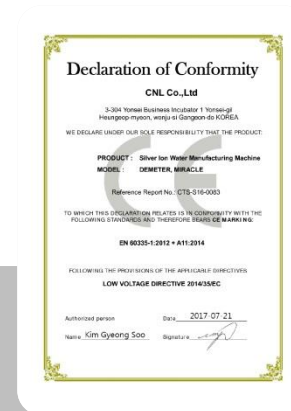 Declaration of Conformity
CNL Co.,Ltd
3-304 Yonsei Business Incubator 1 Yonsei-gil
Heungeop-myeon, wonju-si Gangwon-do KOREA
WE DECLARE UNDER OUR SOLE RESPONSIBILITY THAT THE PRODUCT:
PRODUCT : Silver Ion Water Manufacturing Machine
MODEL : DEMETER, MIRACLE
Reference Report No.: CTS-S16-0083
TO WHICH THIS DECLARATION RELATES IS IN CONFORMITY WITH THE
FOLLOWING STANDARDS AND THEREFORE BEARS CE MARKING:
EN 60335-1:2012 + A11:2014
FOLLOWING THE PROVISIONS OF THE APPLICABLE DIRECTIVES
LOW VOLTAGE DIRECTIVE 2014/35/EC
Authorized person Date 2017-07-21
Name Kim Gyeong Soo Signature